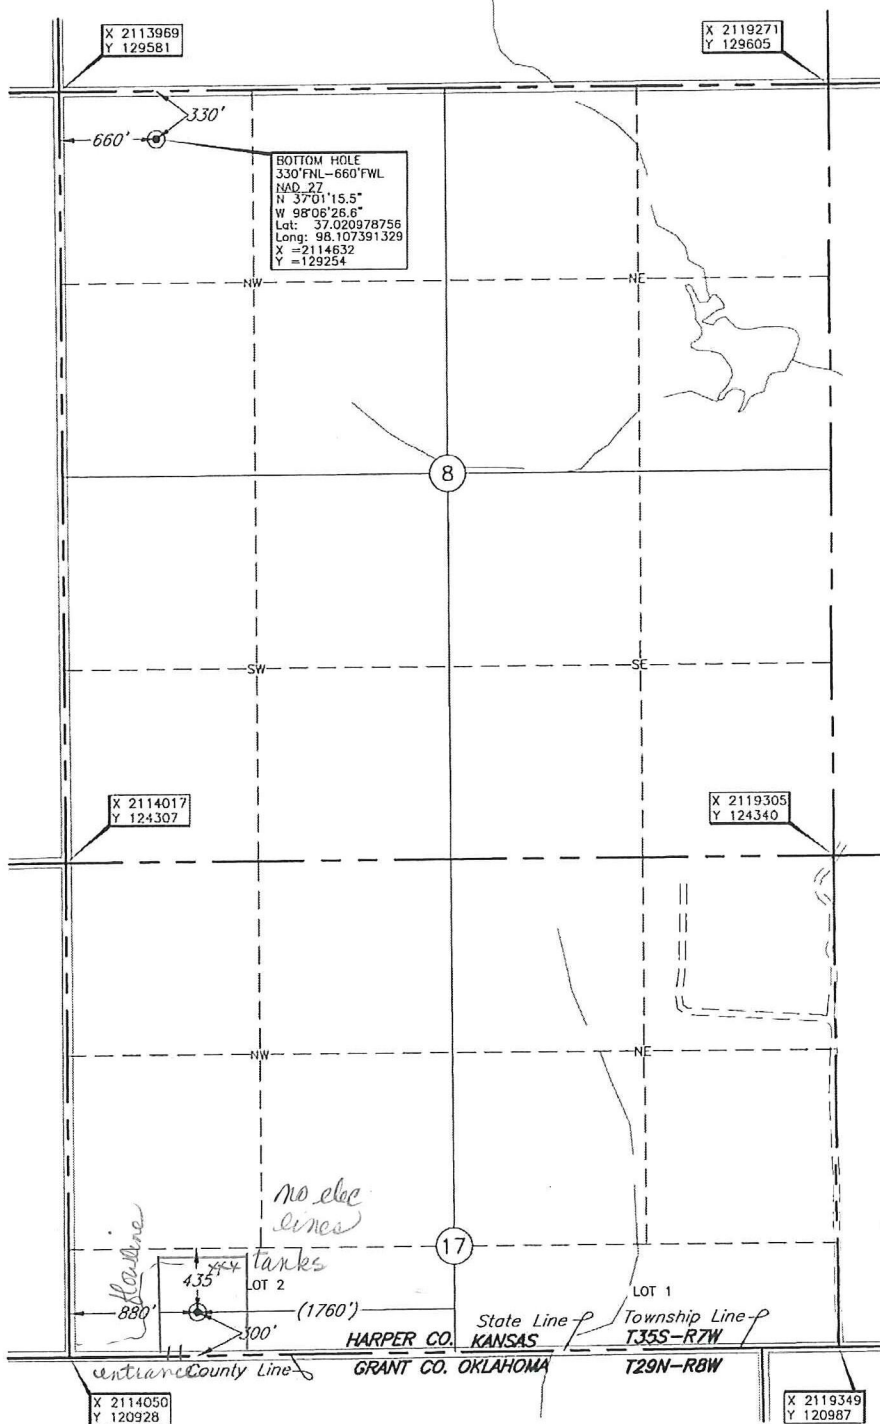 X 2113969
Y 129581
X 2119271
Y 129605
330'
660'
BOTTOM HOLE
330'FNL-660'FWL
NAD 27
N 37°01'15.5"
W 98°06'26.6"
Lat: 37.020978756
Long: 98.107391329
X =2114632
Y =129254
NW
NE
8
SW
SE
X 2114017
Y 124307
X 2119305
Y 124340
NW
NE
no elec
lines
flowline
17
tanks
435'
LOT 2
LOT 1
880'
(1760')
300'
State Line
Township Line
HARPER CO. KANSAS
T35S-R7W
entrance
County Line
GRANT CO. OKLAHOMA
T29N-R8W
X 2114050
Y 120928
X 2119349
Y 120987